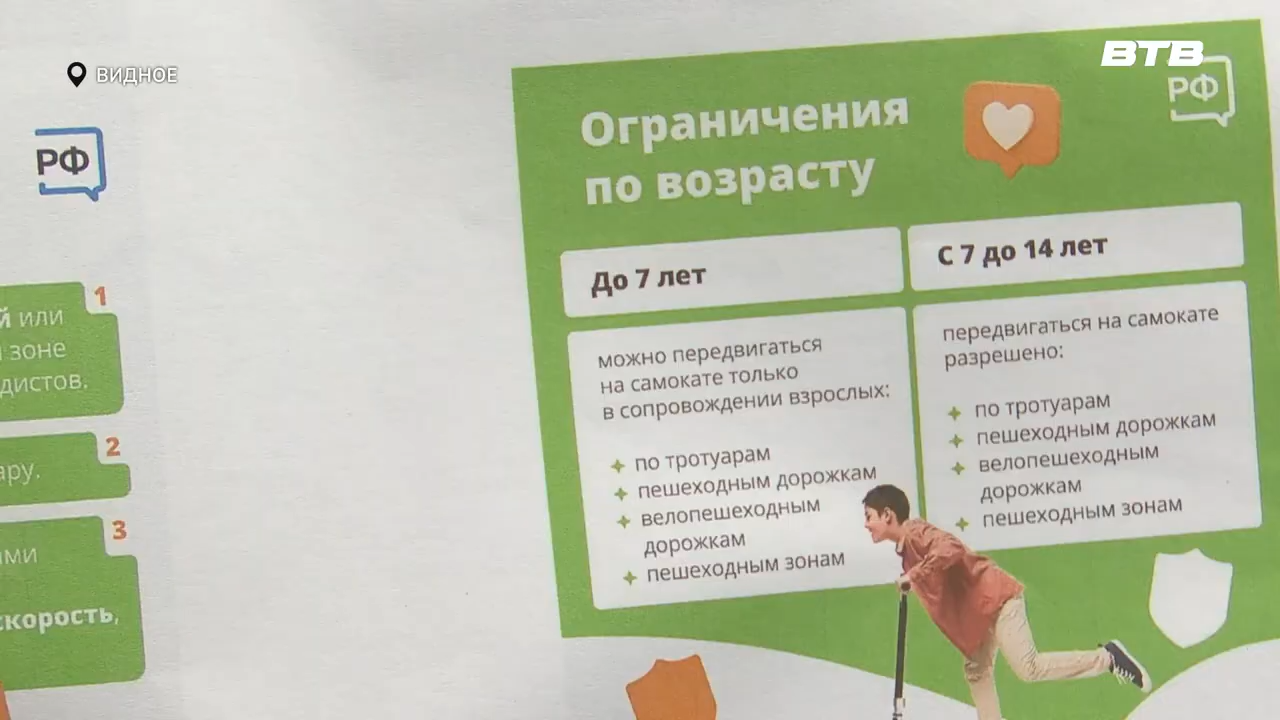 ВИДНОЕ
ВТВ
РФ
1
й или
зоне
дистов.
2
ару.
3
ми
скорость,
РФ
Ограничения
по возрасту
До 7 лет
можно передвигаться
на самокате только
в сопровождении взрослых:
по тротуарам
пешеходным дорожкам
велопешеходным
дорожкам
пешеходным зонам
С 7 до 14 лет
передвигаться на самокате
разрешено:
по тротуарам
пешеходным дорожкам
велопешеходным
дорожкам
пешеходным зонам